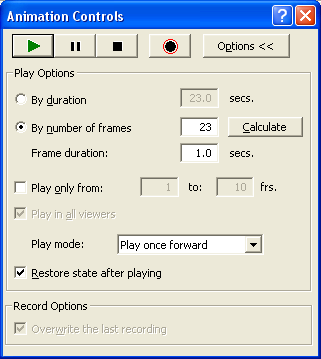 Animation Controls
Options <<
Play Options
By duration 23.0 secs.
By number of frames 23 Calculate
Frame duration: 1.0 secs.
Play only from: 1 to: 10 frs.
Play in all viewers
Play mode: Play once forward
Restore state after playing
Record Options
Overwrite the last recording